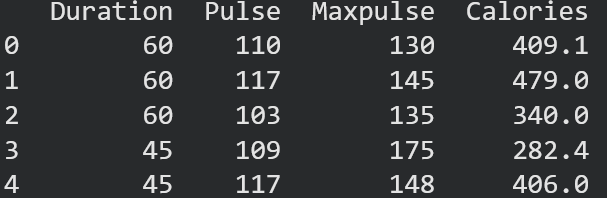 Duration Pulse Maxpulse Calories
0 60 110 130 409.1
1 60 117 145 479.0
2 60 103 135 340.0
3 45 109 175 282.4
4 45 117 148 406.0